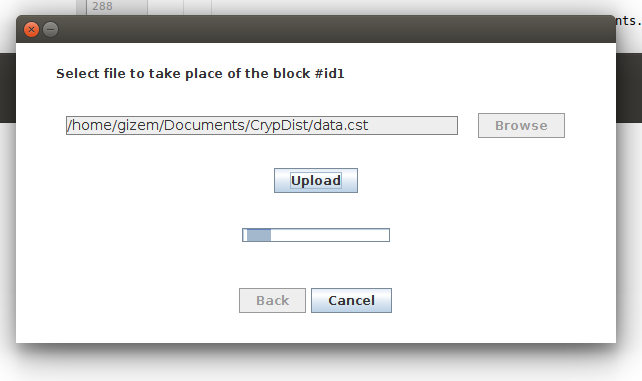 288
nts.
Select file to take place of the block #id1
/home/gizem/Documents/CrypDist/data.cst
Browse
Upload
Back
Cancel